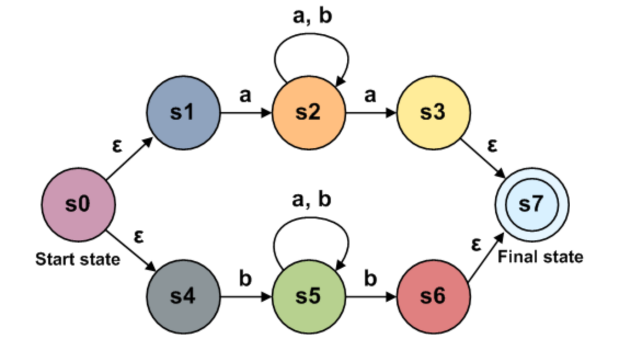 a, b
s1 a s2 a s3
ε ε
s0 s7
Start state Final state
ε a, b ε
s4 b s5 b s6